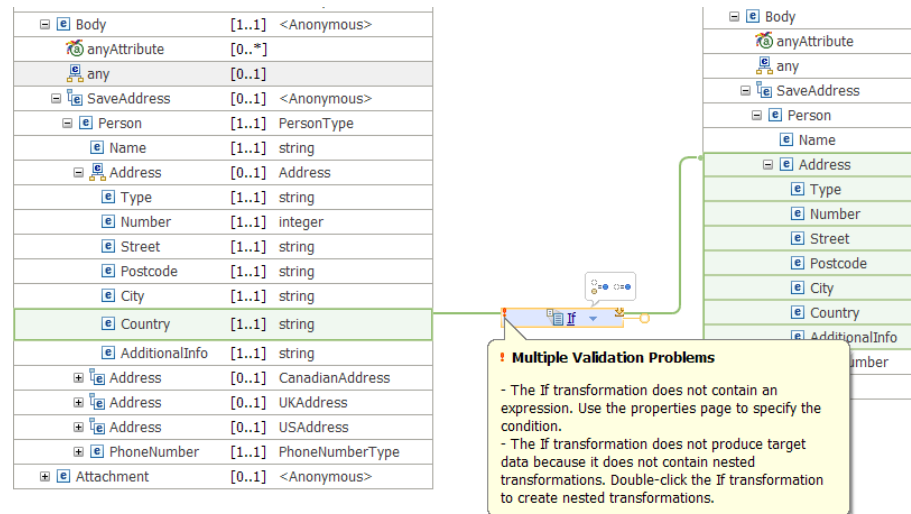 Body [1..1] <Anonymous>
anyAttribute [0..*]
any [0..1]
SaveAddress [0..1] <Anonymous>
Person [1..1] PersonType
Name [1..1] string
Address [0..1] Address
Type [1..1] string
Number [1..1] integer
Street [1..1] string
Postcode [1..1] string
City [1..1] string
Country [1..1] string
AdditionalInfo [1..1] string
Address [0..1] CanadianAddress
Address [0..1] UKAddress
Address [0..1] USAddress
PhoneNumber [1..1] PhoneNumberType
Attachment [0..1] <Anonymous>
If
Multiple Validation Problems
- The If transformation does not contain an
expression. Use the properties page to specify the
condition.
- The If transformation does not produce target
data because it does not contain nested
transformations. Double-click the If transformation
to create nested transformations.
Body
anyAttribute
any
SaveAddress
Person
Name
Address
Type
Number
Street
Postcode
City
Country
AdditionalInfo
umber